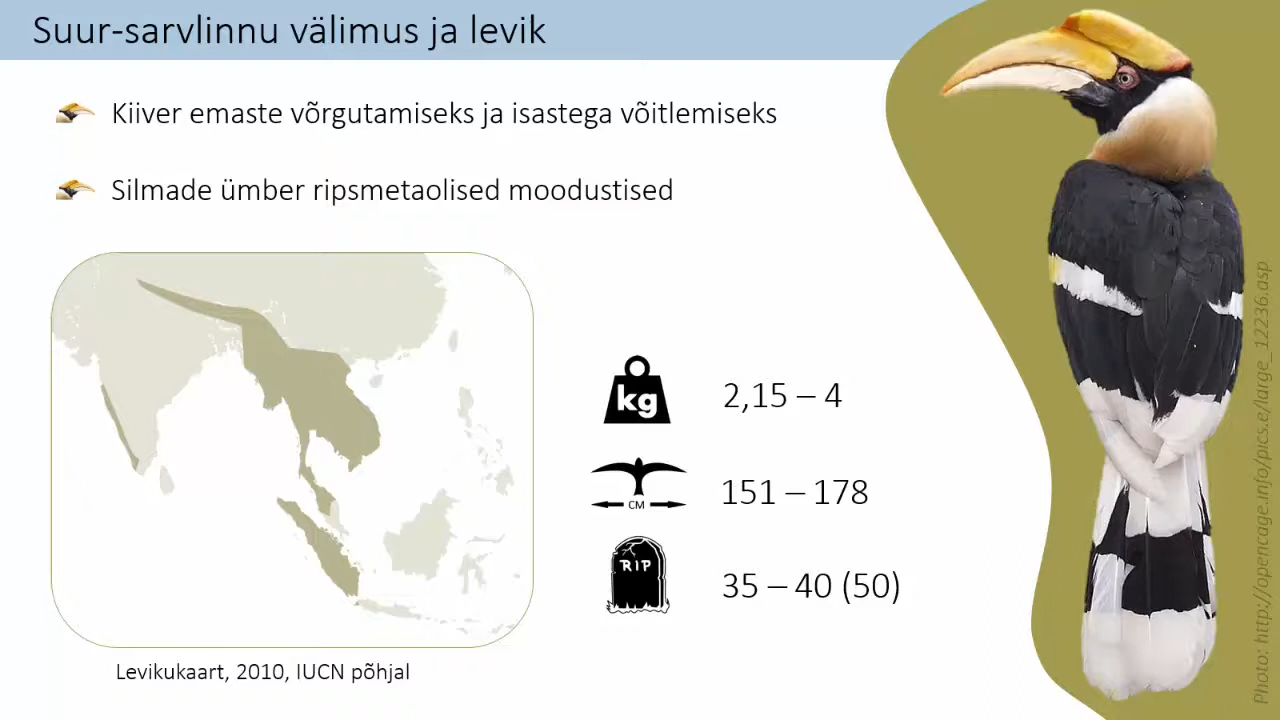 Suur-sarvlinnu välimus ja levik
Kiiver emaste võrgutamiseks ja isastega võitlemiseks
Silmade ümber ripsmetaolised moodustised
kg
2,15 – 4
CM
151 – 178
RIP
35 – 40 (50)
Levikukaart, 2010, IUCN põhjal
Photo: http://opencage.info/pics.e/large_12236.asp